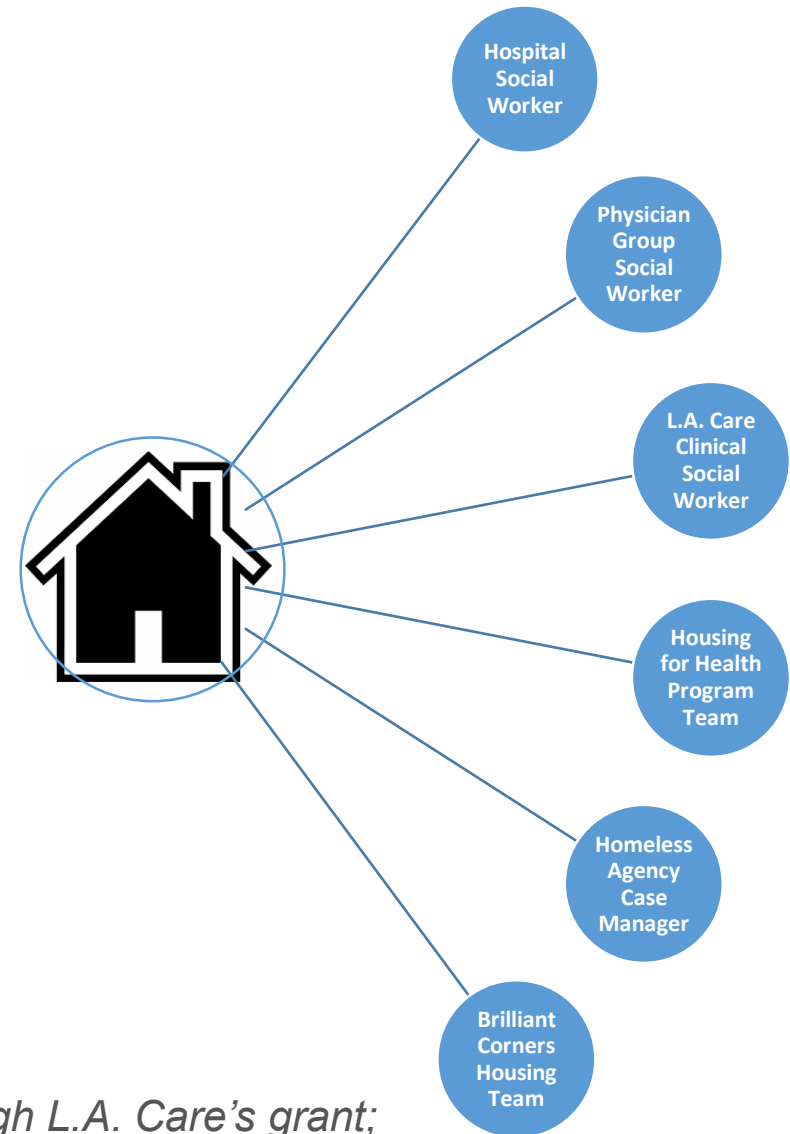 Hospital
Social
Worker
Physician
Group
Social
Worker
L.A. Care
Clinical
Social
Worker
Housing
for Health
Program
Team
Homeless
Agency
Case
Manager
Brilliant
Corners
Housing
Team
gh L.A. Care’s grant;